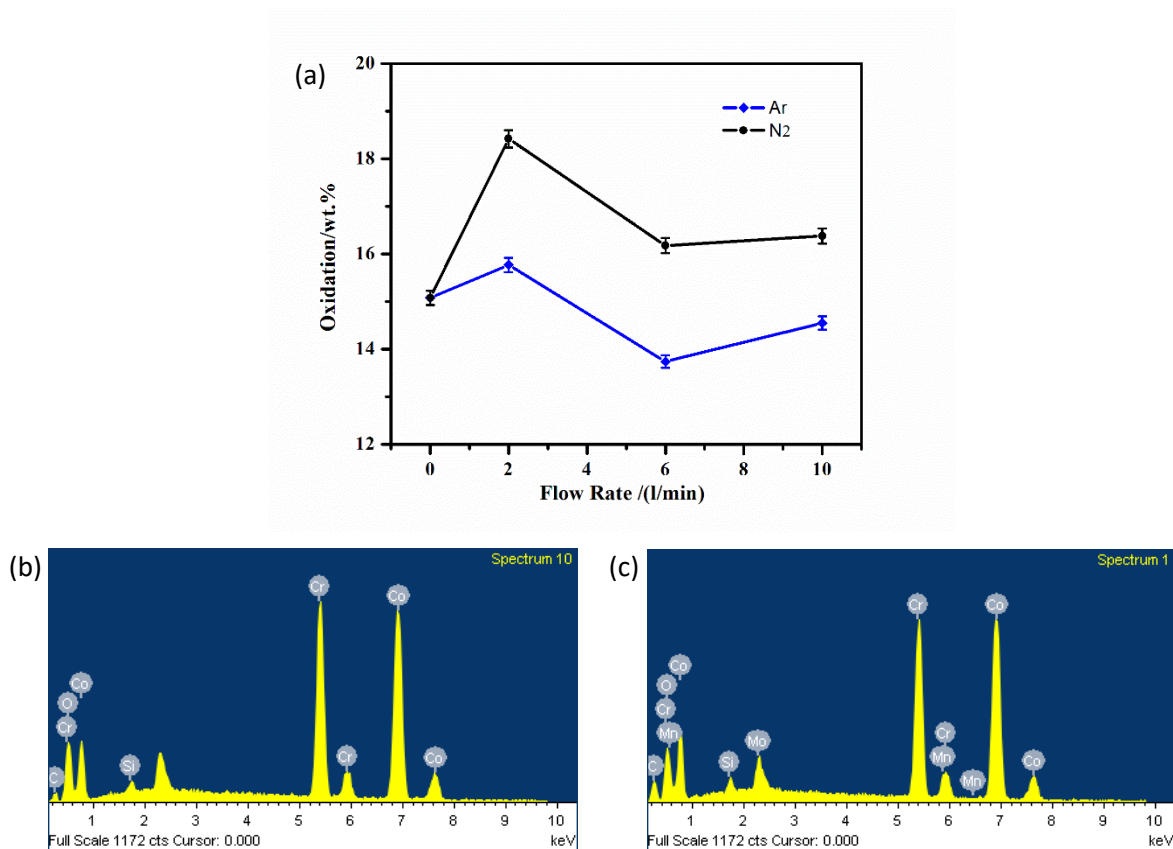 (a)
20
18
16
14
12
Oxidation/wt.%
Ar
N2
0 2 4 6 8 10
Flow Rate /(l/min)
(b)
Spectrum 10
Cr
Co
Co
O
Cr
C
Si
Cr
Co
1 2 3 4 5 6 7 8 9 10
Full Scale 1172 cts Cursor: 0.000 keV
(c)
Spectrum 1
Cr
Co
Co
O
Cr
Mn
C
Si
Mo
Cr
Mn
Mn
Co
1 2 3 4 5 6 7 8 9 10
Full Scale 1172 cts Cursor: 0.000 keV